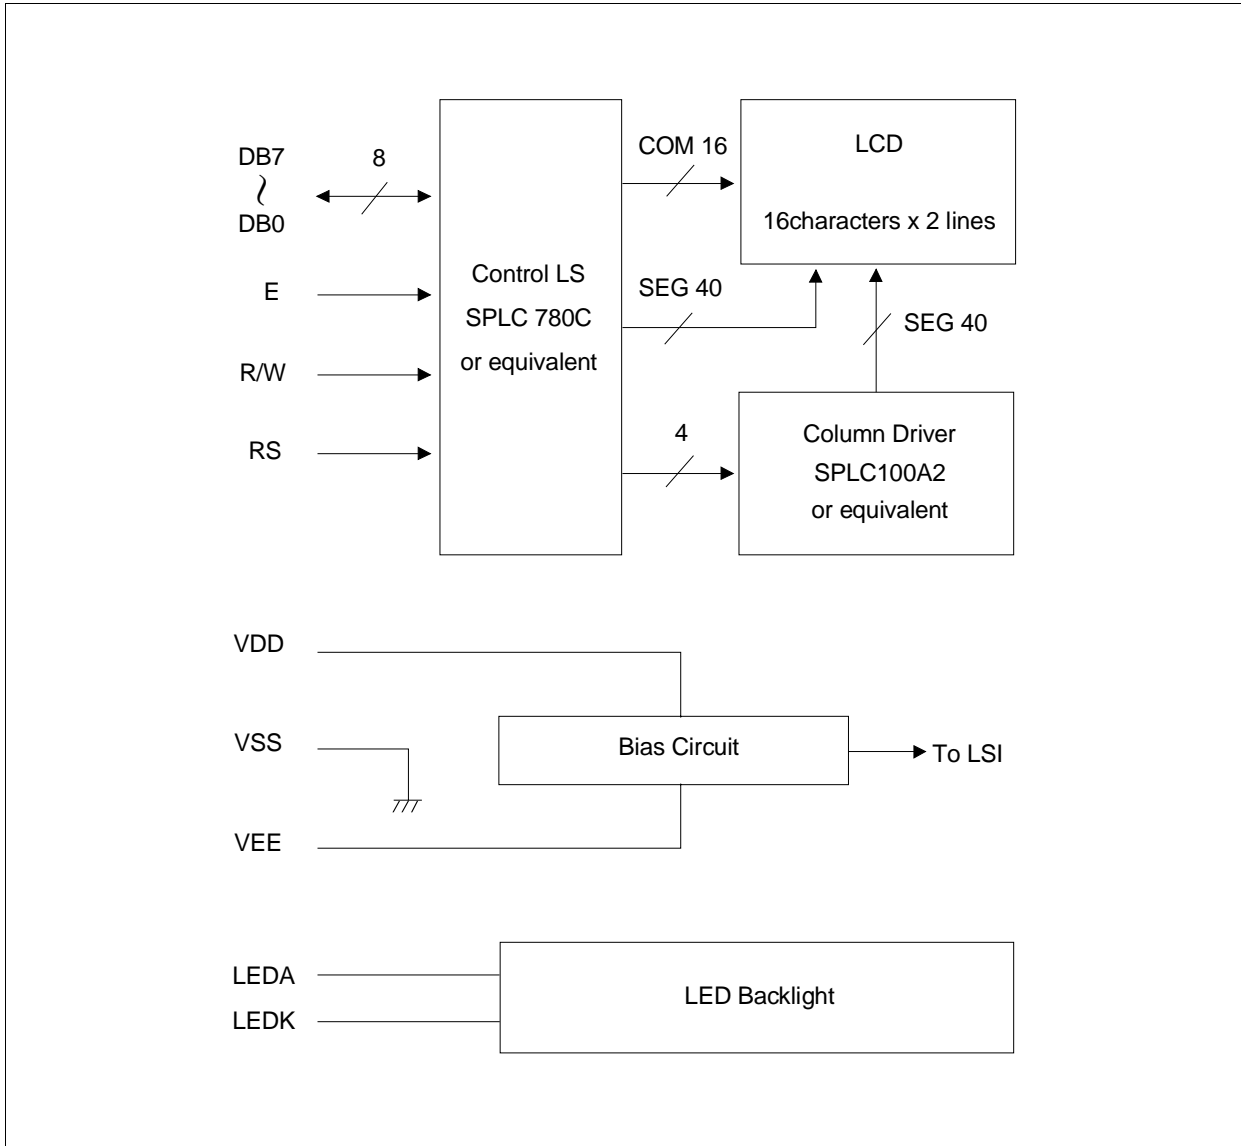 DB7
DB0
8
E
R/W
RS
Control LS
SPLC 780C
or equivalent
COM 16
SEG 40
4
LCD
16characters x 2 lines
SEG 40
Column Driver
SPLC100A2
or equivalent
VDD
VSS
VEE
Bias Circuit
To LSI
LEDA
LEDK
LED Backlight